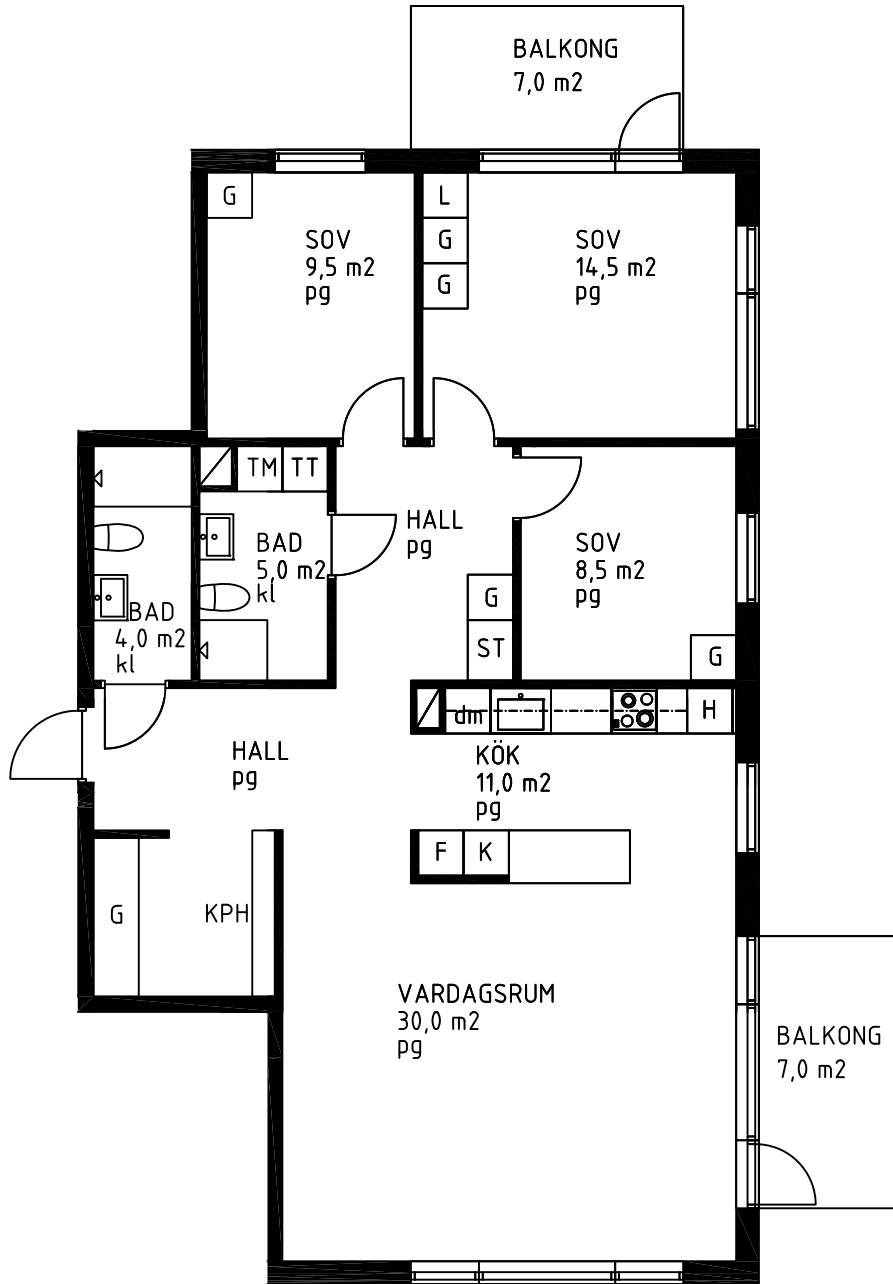 BALKONG
7,0 m2
G
L
G
G
SOV
9,5 m2
pg
SOV
14,5 m2
pg
TM
TT
HALL
pg
BAD
5,0 m2
kl
SOV
8,5 m2
pg
G
ST
G
BAD
4,0 m2
kl
dm
H
HALL
pg
KÖK
11,0 m2
pg
F
K
G
KPH
VARDAGSRUM
30,0 m2
pg
BALKONG
7,0 m2